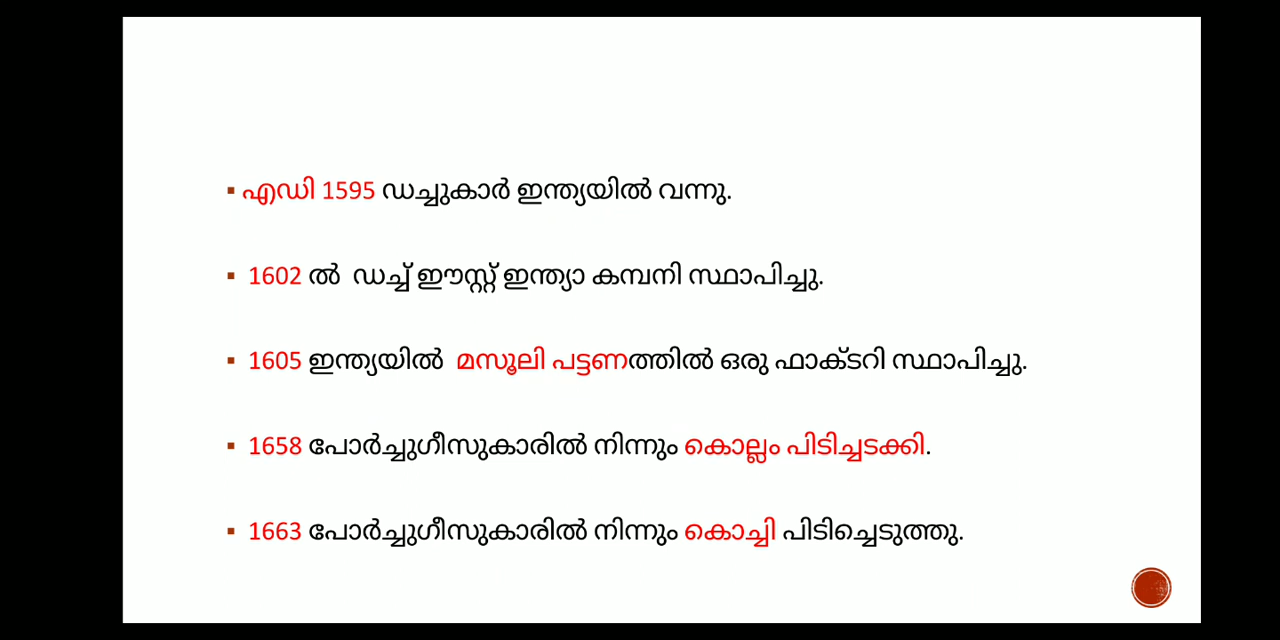 ▪ എഡി 1595 ഡച്ചുകാർ ഇന്ത്യയിൽ വന്നു.
▪ 1602 ൽ ഡച്ച് ഈസ്റ്റ് ഇന്ത്യാ കമ്പനി സ്ഥാപിച്ചു.
▪ 1605 ഇന്ത്യയിൽ മസൂലി പട്ടണത്തിൽ ഒരു ഫാക്ടറി സ്ഥാപിച്ചു.
▪ 1658 പോർച്ചുഗീസുകാരിൽ നിന്നും കൊല്ലം പിടിച്ചടക്കി.
▪ 1663 പോർച്ചുഗീസുകാരിൽ നിന്നും കൊച്ചി പിടിച്ചെടുത്തു.